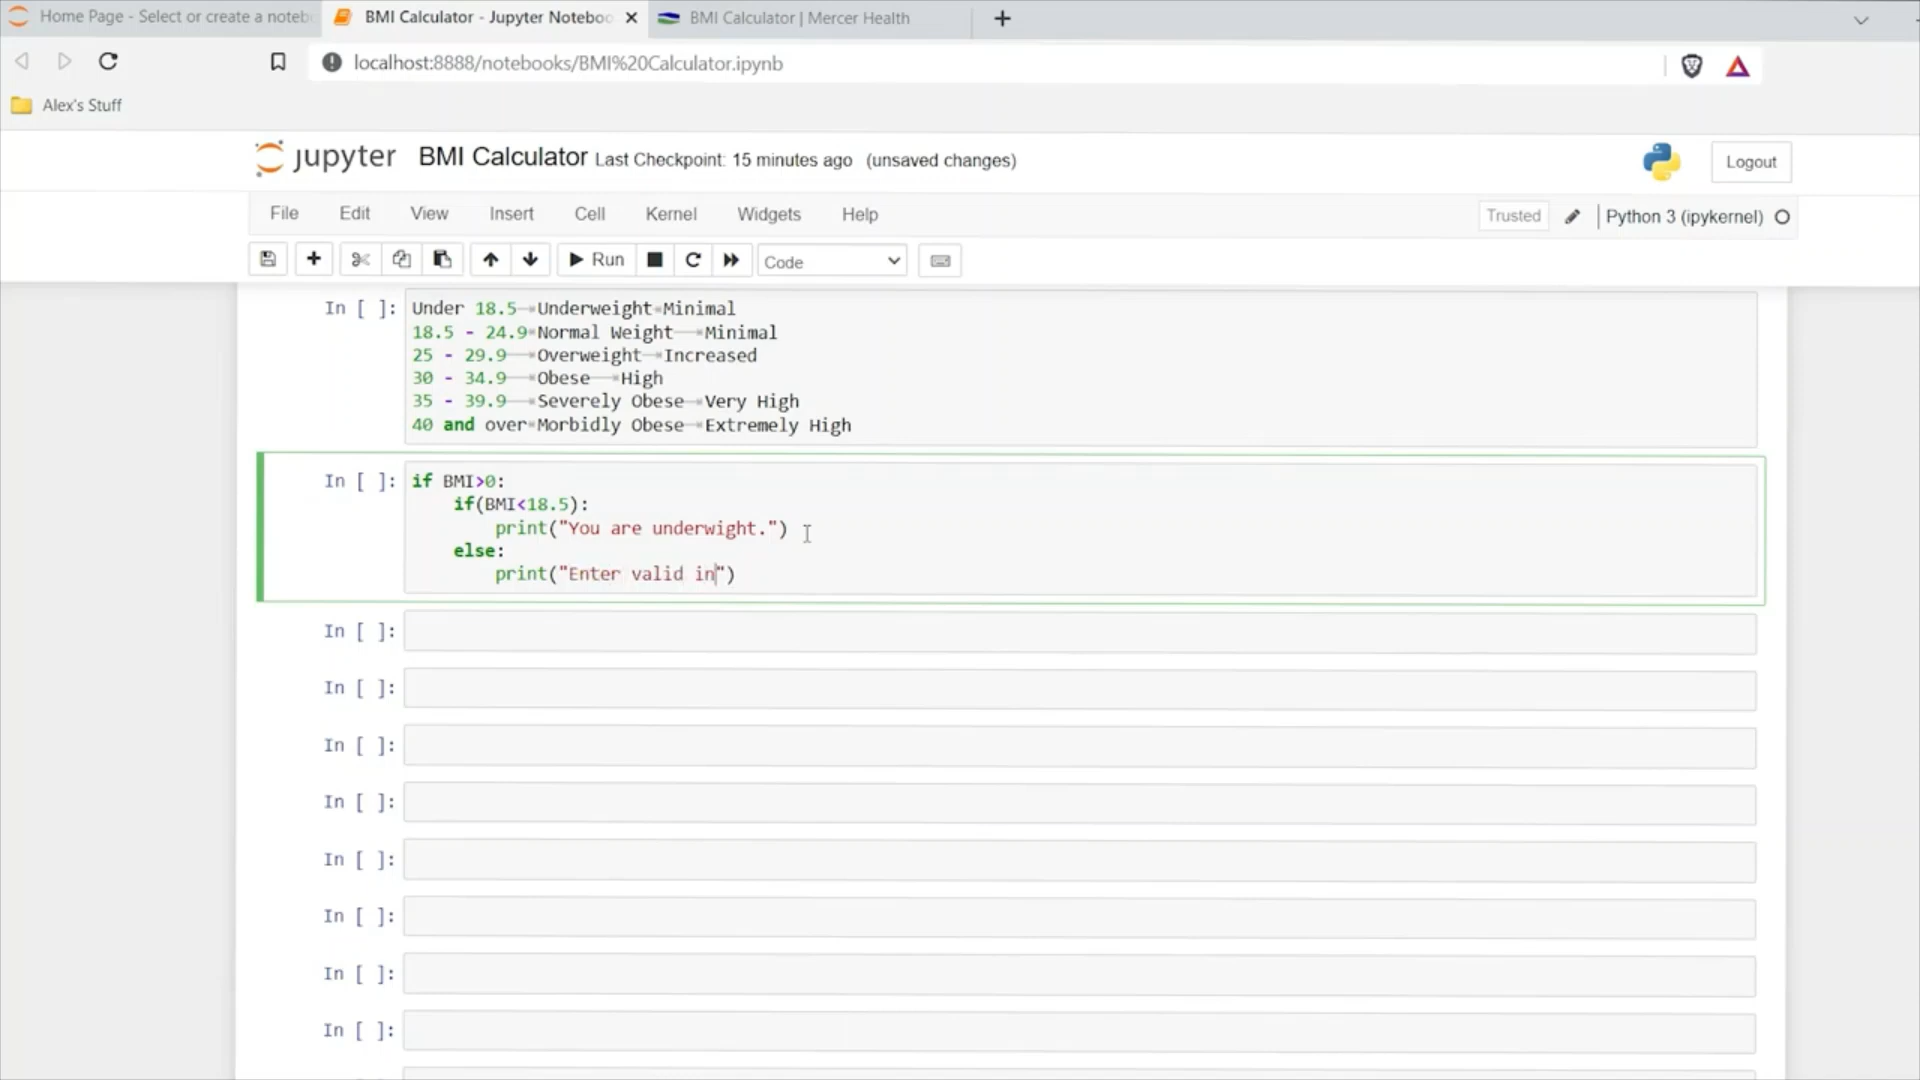 Home Page - Select or create a noteb
BMI Calculator - Jupyter Noteboo
BMI Calculator | Mercer Health
localhost:8888/notebooks/BMI%20Calculator.ipynb
Alex's Stuff
jupyter BMI Calculator Last Checkpoint: 15 minutes ago (unsaved changes)
Logout
File Edit View Insert Cell Kernel Widgets Help
Trusted
Python 3 (ipykernel)
Run
Code
In [ ]:
Under 18.5 Underweight Minimal
18.5 - 24.9 Normal Weight Minimal
25 - 29.9 Overweight Increased
30 - 34.9 Obese High
35 - 39.9 Severely Obese Very High
40 and over Morbidly Obese Extremely High
In [ ]:
if BMI>0:
if(BMI<18.5):
print("You are underwight.")
else:
print("Enter valid in")
In [ ]:
In [ ]:
In [ ]:
In [ ]:
In [ ]:
In [ ]:
In [ ]:
In [ ]: